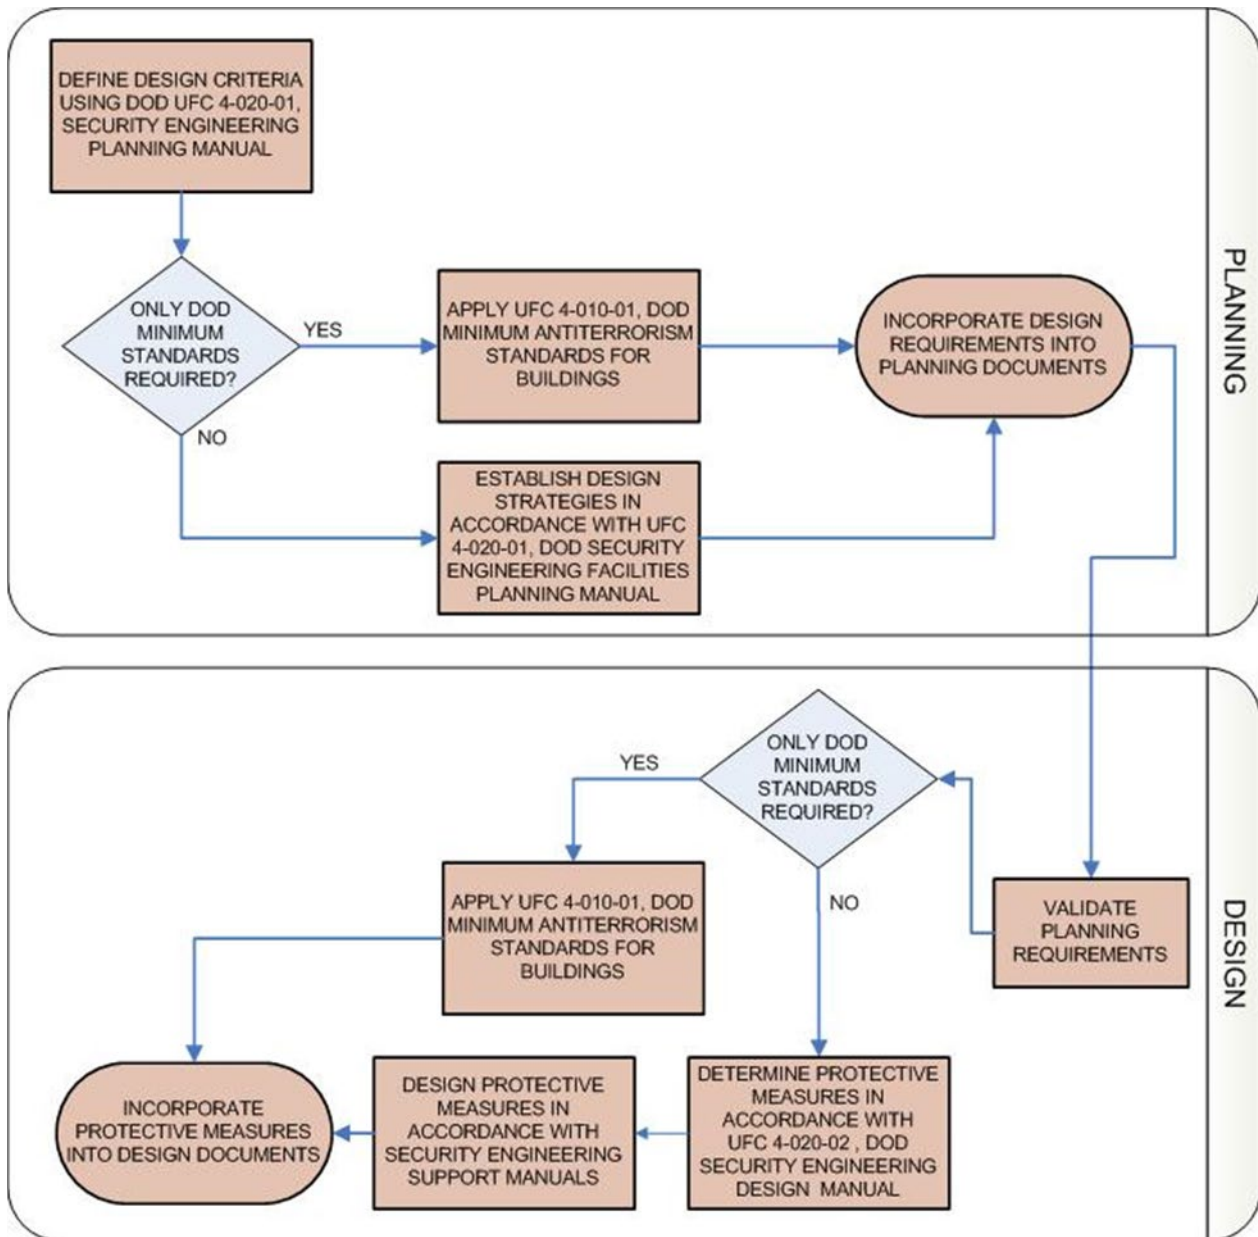 DEFINE DESIGN CRITERIA
USING DOD UFC 4-020-01,
SECURITY ENGINEERING
PLANNING MANUAL
ONLY DOD
MINIMUM
STANDARDS
REQUIRED?
YES
NO
APPLY UFC 4-010-01, DOD
MINIMUM ANTITERRORISM
STANDARDS FOR
BUILDINGS
ESTABLISH DESIGN
STRATEGIES IN
ACCORDANCE WITH UFC
4-020-01, DOD SECURITY
ENGINEERING FACILITIES
PLANNING MANUAL
INCORPORATE DESIGN
REQUIREMENTS INTO
PLANNING DOCUMENTS
PLANNING
VALIDATE
PLANNING
REQUIREMENTS
ONLY DOD
MINIMUM
STANDARDS
REQUIRED?
YES
NO
APPLY UFC 4-010-01, DOD
MINIMUM ANTITERRORISM
STANDARDS FOR
BUILDINGS
DETERMINE PROTECTIVE
MEASURES IN
ACCORDANCE WITH
UFC 4-020-02 , DOD
SECURITY ENGINEERING
DESIGN MANUAL
DESIGN PROTECTIVE
MEASURES IN
ACCORDANCE WITH
SECURITY ENGINEERING
SUPPORT MANUALS
INCORPORATE
PROTECTIVE MEASURES
INTO DESIGN DOCUMENTS
DESIGN